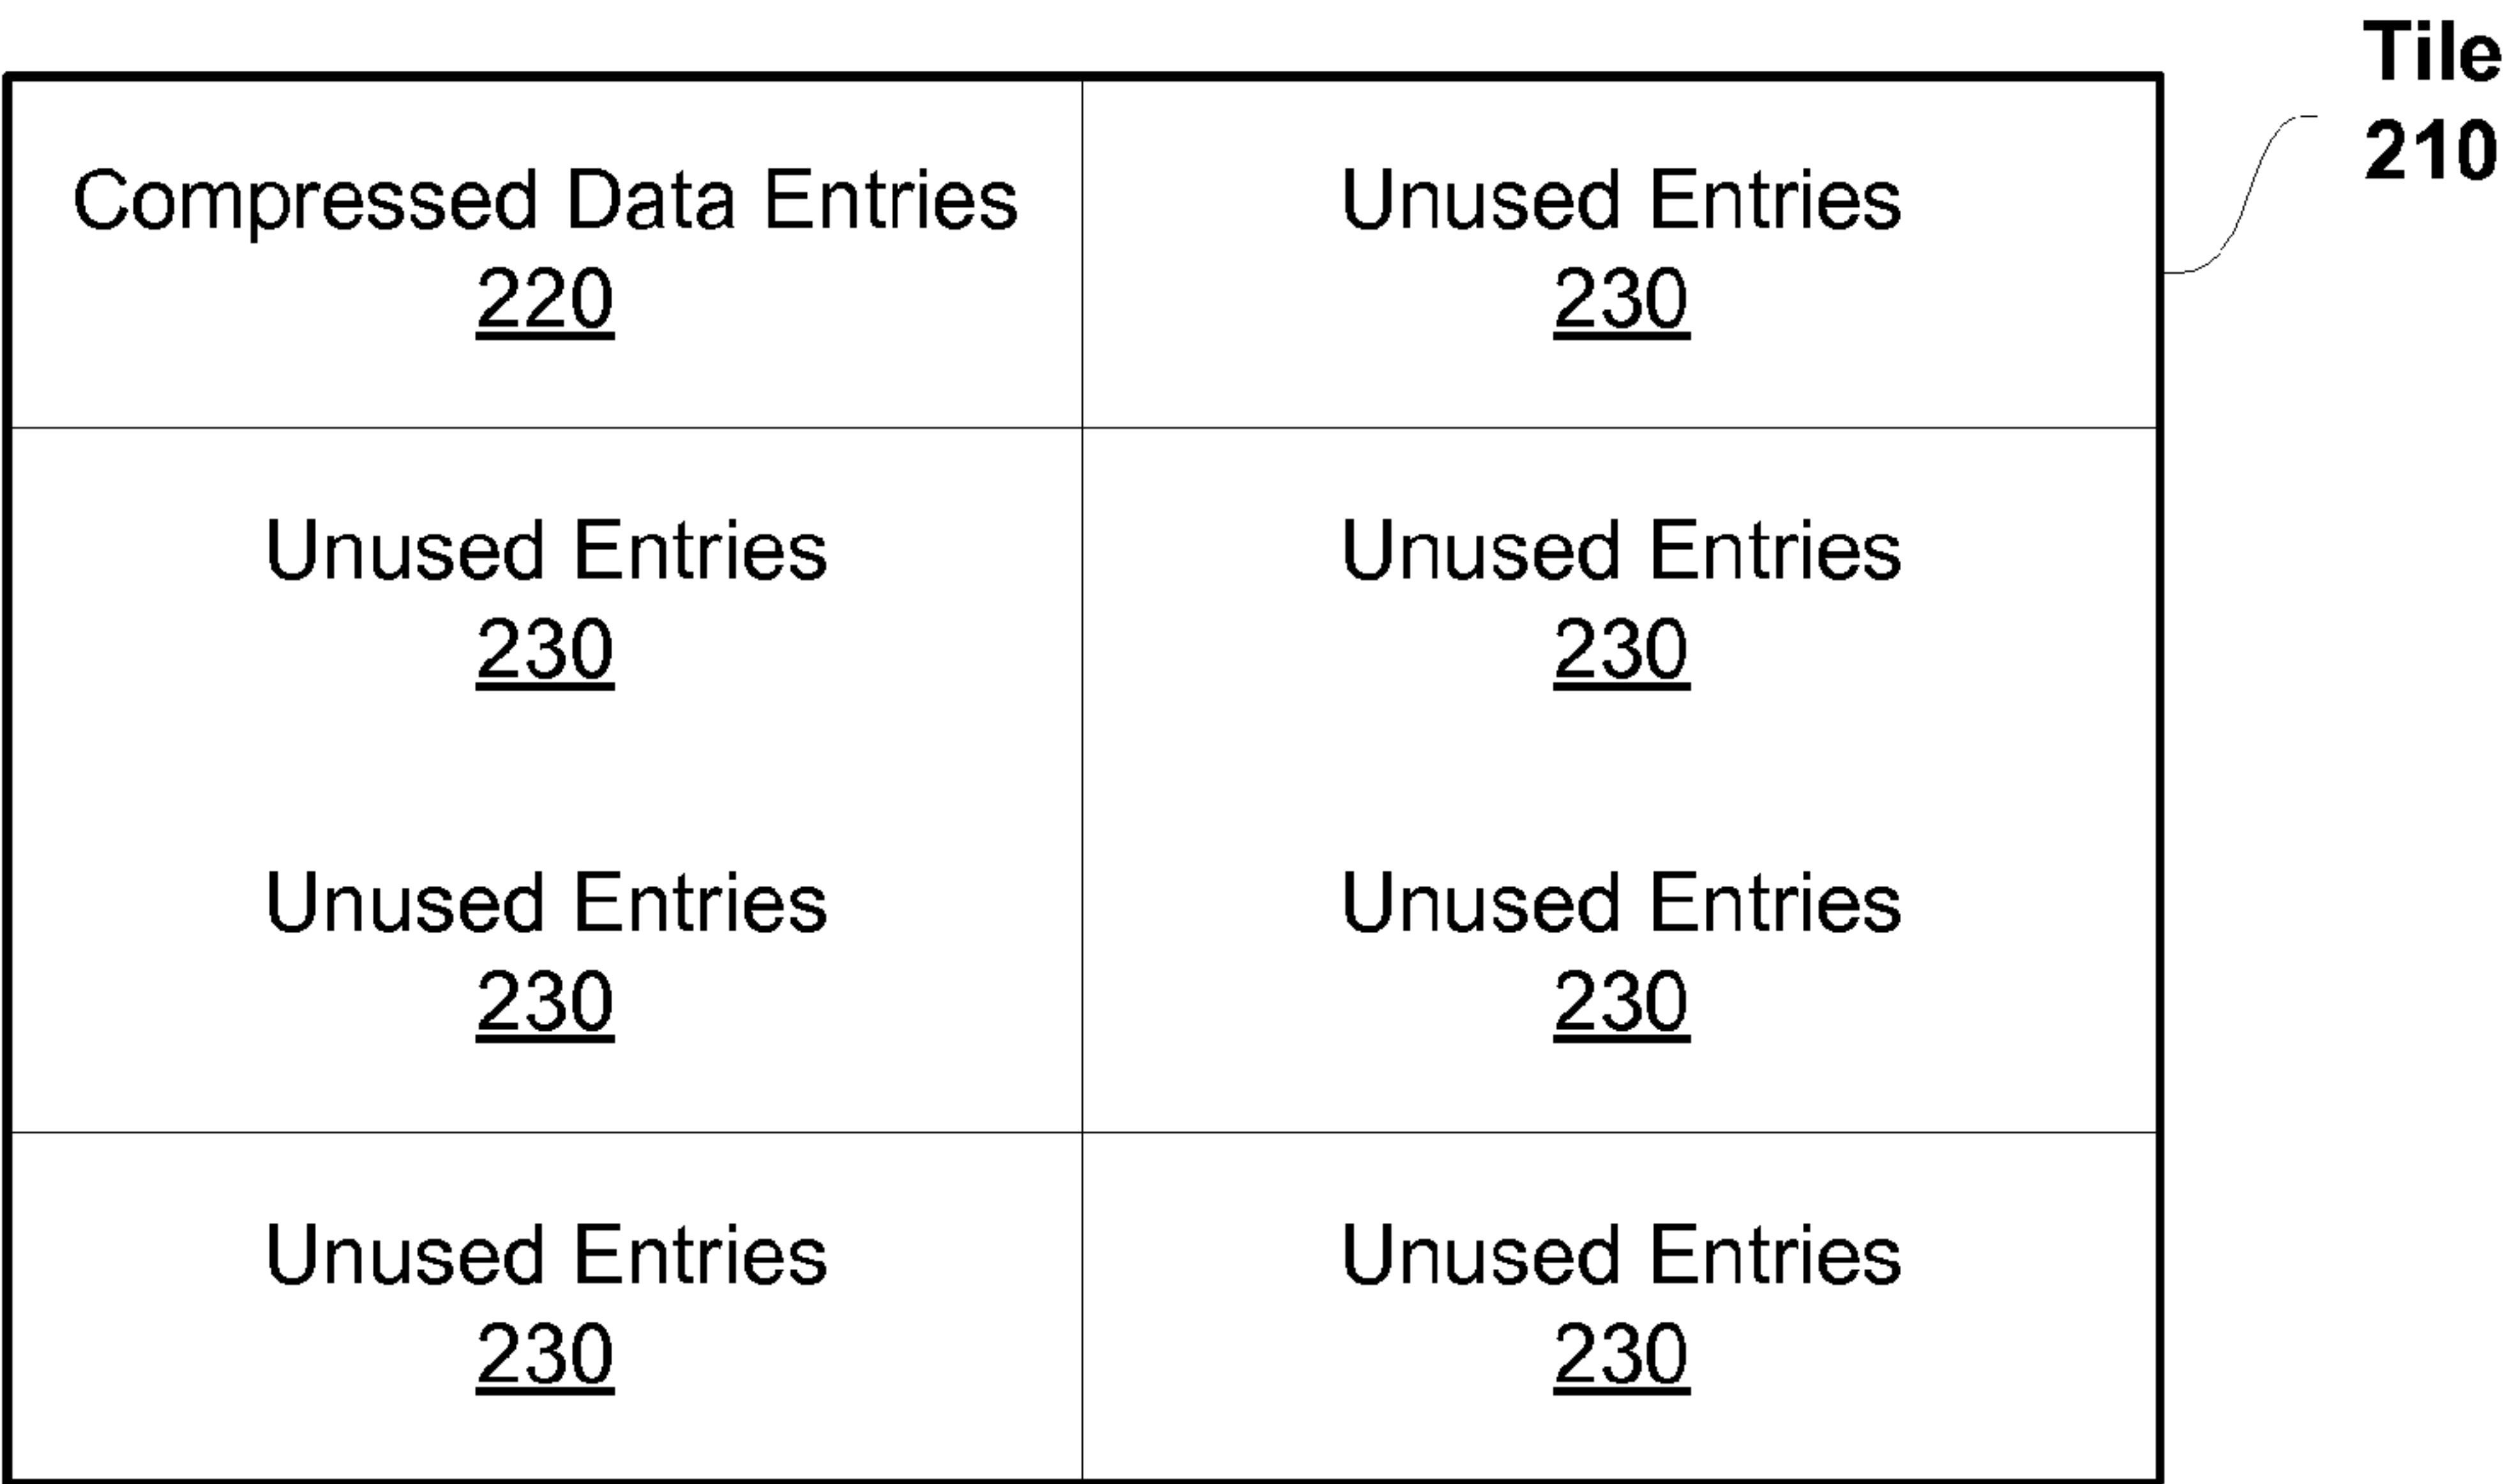 Tile
210
Compressed Data Entries
220
Unused Entries
230
Unused Entries
230
Unused Entries
230
Unused Entries
230
Unused Entries
230
Unused Entries
230
Unused Entries
230